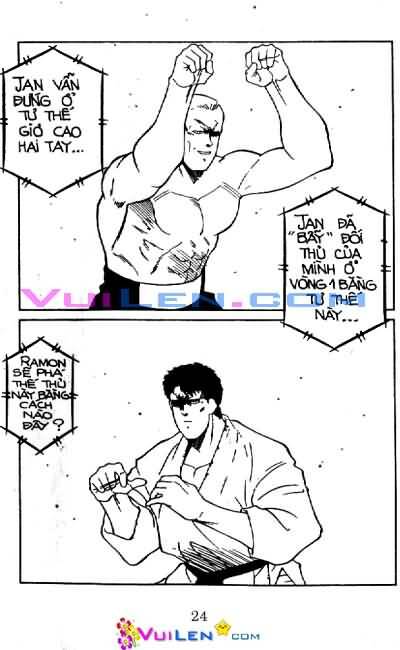 JAN VẪN
ĐỨNG Ở
TƯ THẾ
GIƠ CAO
HAI TAY...
JAN ĐÃ
"BẪY" ĐỐI
THỦ CỦA
MÌNH Ở
VÒNG 1 BẰNG
TƯ THẾ
NÀY...
VUILEN.COM
RAMON
SẼ PHÁ
THẾ THỦ
NÀY BẰNG
CÁCH
NÀO
ĐÂY?
24
VUILEN.COM